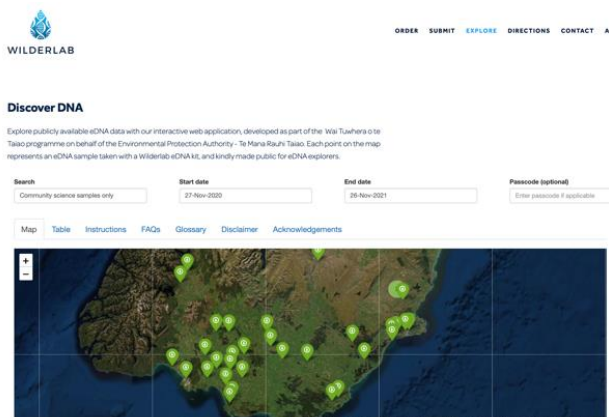 WILDERLAB
ORDER SUBMIT EXPLORE DIRECTIONS CONTACT A
Discover DNA
Explore publicly available eDNA data with our interactive web application, developed as part of the Wai Tuwhera o te
Taiao programme on behalf of the Environmental Protection Authority - Te Mana Rauhi Taiao. Each point on the map
represents an eDNA sample taken with a Wilderlab eDNA kit, and kindly made public for eDNA explorers.
Search Start date End date Passcode (optional)
Community science samples only 27-Nov-2020 26-Nov-2021 Enter passcode if applicable
Map Table Instructions FAQs Glossary Disclaimer Acknowledgements
+
−